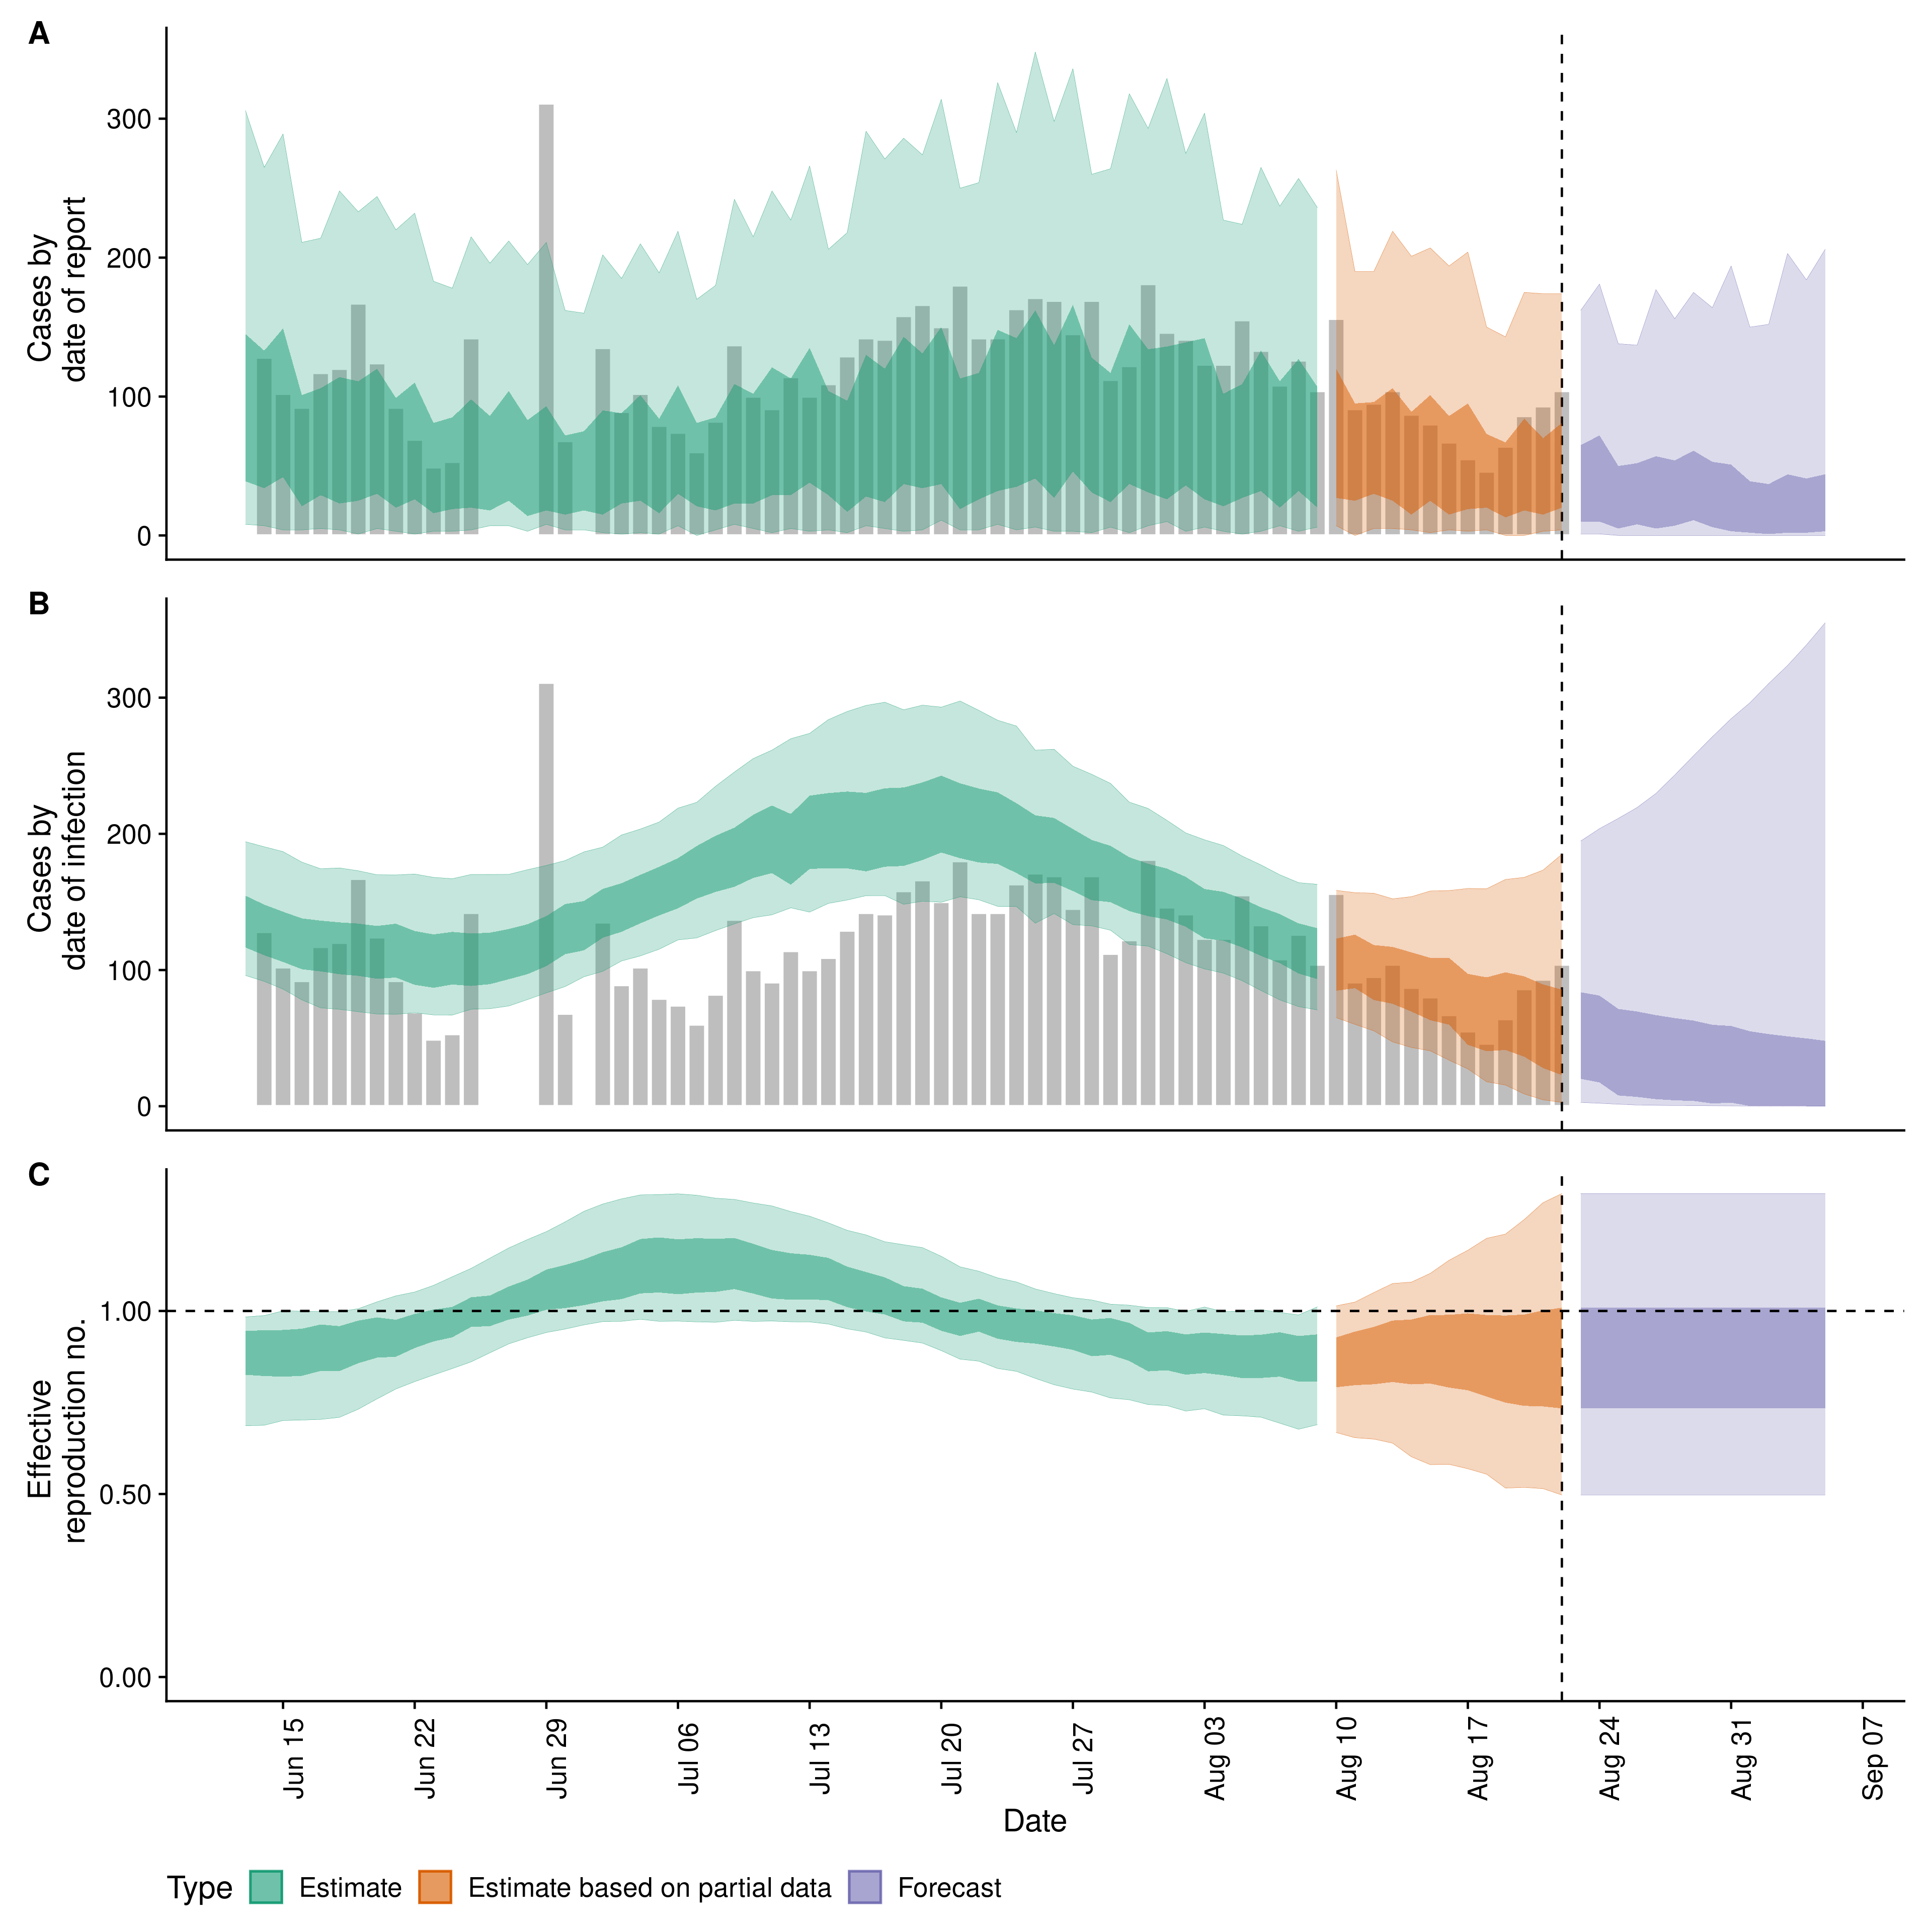 A
Cases by
date of report
300
200
100
0
B
Cases by
date of infection
300
200
100
0
C
Effective
reproduction no.
1.00
0.50
0.00
Jun 15
Jun 22
Jun 29
Jul 06
Jul 13
Jul 20
Jul 27
Aug 03
Aug 10
Aug 17
Aug 24
Aug 31
Sep 07
Date
Type Estimate Estimate based on partial data Forecast